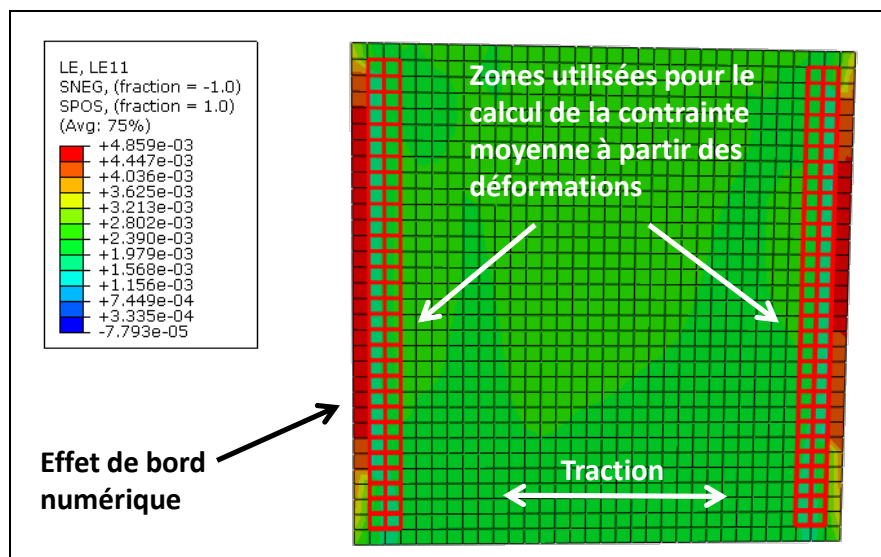 LE, LE11
SNEG, (fraction = -1.0)
SPOS, (fraction = 1.0)
(Avg: 75%)
+4.859e-03
+4.447e-03
+4.036e-03
+3.625e-03
+3.213e-03
+2.802e-03
+2.390e-03
+1.979e-03
+1.568e-03
+1.156e-03
+7.449e-04
+3.335e-04
-7.793e-05
Zones utilisées pour le
calcul de la contrainte
moyenne à partir des
déformations
Effet de bord
numérique
Traction